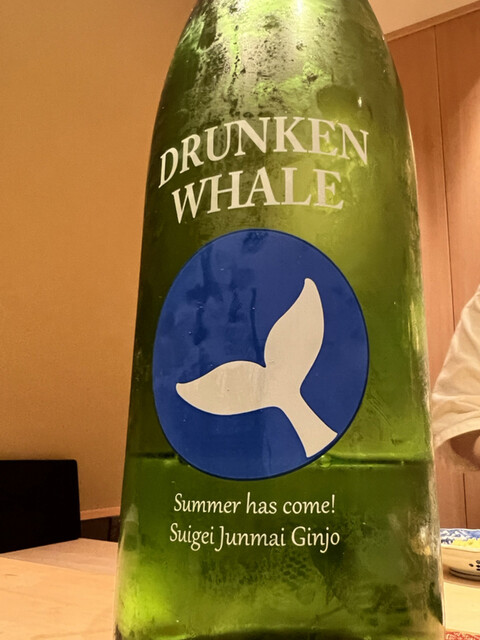 DRUNKEN
WHALE
Summer has come!
Suigei Junmai Ginjo